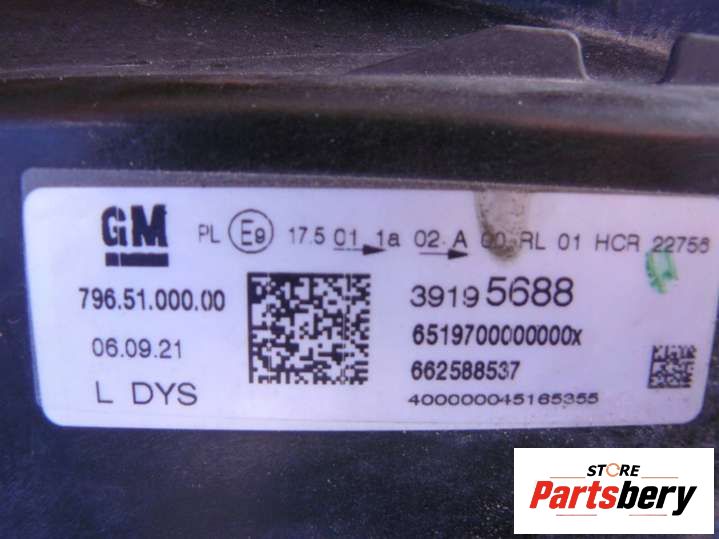 GM
PL E9 17.5 01 1a 02 A 00 RL 01 HCR 22756
796.51.000.00
39195688
06.09.21
6519700000000x
662588537
L DYS
400000045165355
STORE
Partsbery